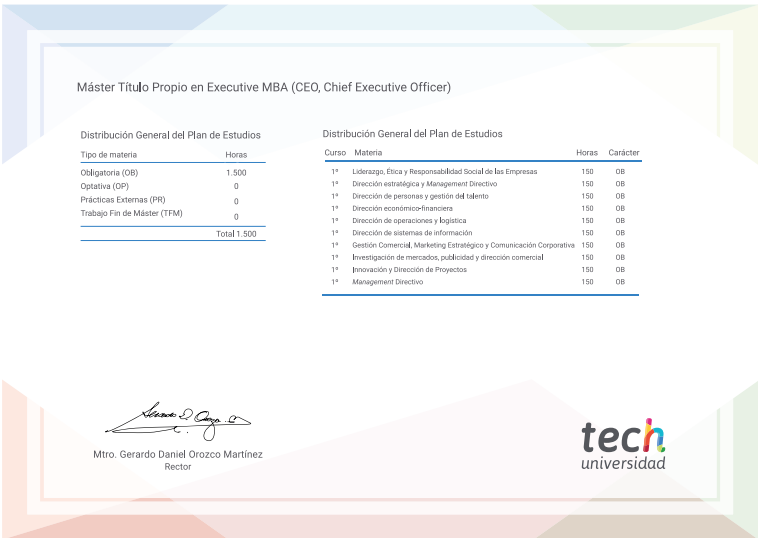 Máster Título Propio en Executive MBA (CEO, Chief Executive Officer)
Distribución General del Plan de Estudios
Tipo de materia Horas
Obligatoria (OB) 1.500
Optativa (OP) 0
Prácticas Externas (PR) 0
Trabajo Fin de Máster (TFM) 0
Total 1.500
Distribución General del Plan de Estudios
Curso Materia Horas Carácter
1º Liderazgo, Ética y Responsabilidad Social de las Empresas 150 OB
1º Dirección estratégica y Management Directivo 150 OB
1º Dirección de personas y gestión del talento 150 OB
1º Dirección económico-financiera 150 OB
1º Dirección de operaciones y logística 150 OB
1º Dirección de sistemas de información 150 OB
1º Gestión Comercial, Marketing Estratégico y Comunicación Corporativa 150 OB
1º Investigación de mercados, publicidad y dirección comercial 150 OB
1º Innovación y Dirección de Proyectos 150 OB
1º Management Directivo 150 OB
Mtro. Gerardo Daniel Orozco Martínez
Rector
tech
universidad